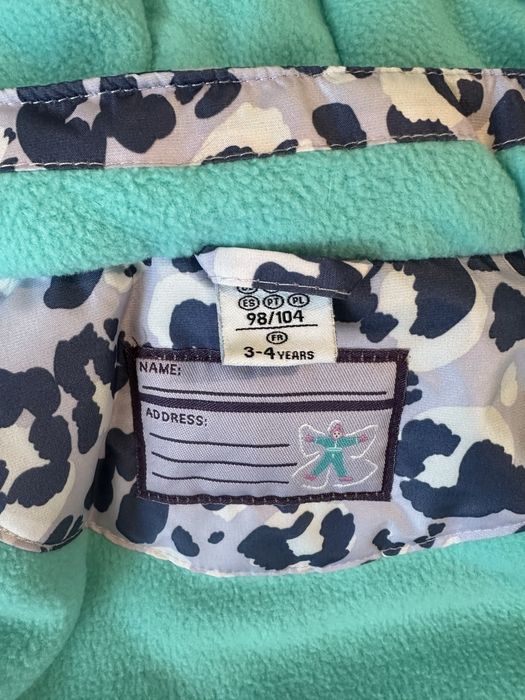 ES PT PL
98/104
FR
3-4 YEARS
NAME:
ADDRESS: